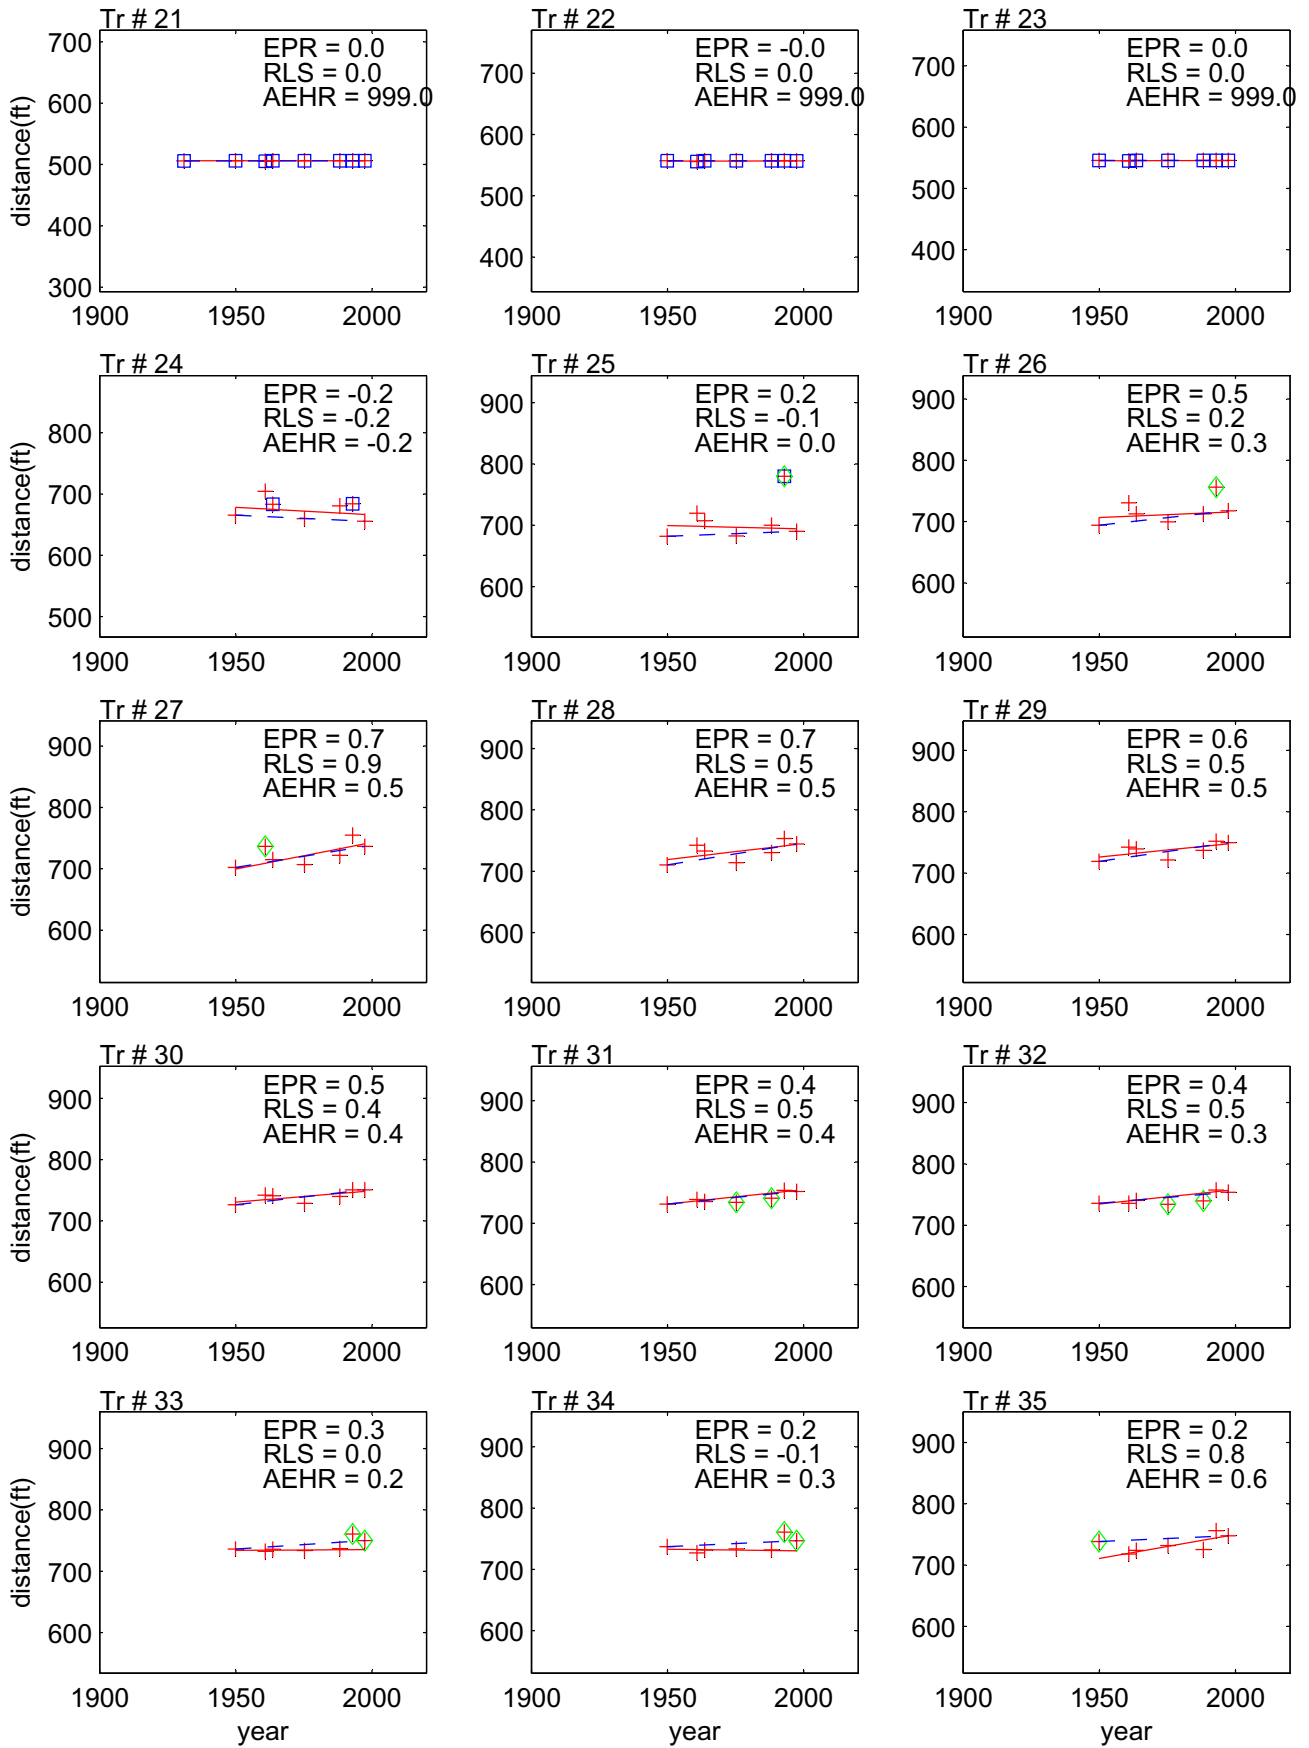 Tr # 21
EPR = 0.0
RLS = 0.0
AEHR = 999.0
700
600
500
400
300
distance(ft)
1900 1950 2000
Tr # 22
EPR = -0.0
RLS = 0.0
AEHR = 999.0
700
600
500
400
1900 1950 2000
Tr # 23
EPR = 0.0
RLS = 0.0
AEHR = 999.0
700
600
500
400
1900 1950 2000
Tr # 24
EPR = -0.2
RLS = -0.2
AEHR = -0.2
800
700
600
500
distance(ft)
1900 1950 2000
Tr # 25
EPR = 0.2
RLS = -0.1
AEHR = 0.0
900
800
700
600
1900 1950 2000
Tr # 26
EPR = 0.5
RLS = 0.2
AEHR = 0.3
900
800
700
600
1900 1950 2000
Tr # 27
EPR = 0.7
RLS = 0.9
AEHR = 0.5
900
800
700
600
distance(ft)
1900 1950 2000
Tr # 28
EPR = 0.7
RLS = 0.5
AEHR = 0.5
900
800
700
600
1900 1950 2000
Tr # 29
EPR = 0.6
RLS = 0.5
AEHR = 0.5
900
800
700
600
1900 1950 2000
Tr # 30
EPR = 0.5
RLS = 0.4
AEHR = 0.4
900
800
700
600
distance(ft)
1900 1950 2000
Tr # 31
EPR = 0.4
RLS = 0.5
AEHR = 0.4
900
800
700
600
1900 1950 2000
Tr # 32
EPR = 0.4
RLS = 0.5
AEHR = 0.3
900
800
700
600
1900 1950 2000
Tr # 33
EPR = 0.3
RLS = 0.0
AEHR = 0.2
900
800
700
600
distance(ft)
1900 1950 2000
year
Tr # 34
EPR = 0.2
RLS = -0.1
AEHR = 0.3
900
800
700
600
1900 1950 2000
year
Tr # 35
EPR = 0.2
RLS = 0.8
AEHR = 0.6
900
800
700
600
1900 1950 2000
year